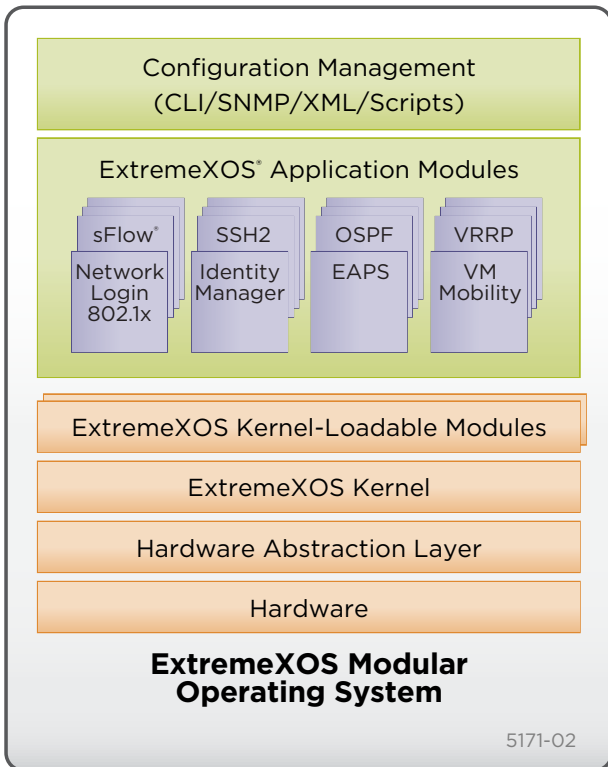 Configuration Management
(CLI/SNMP/XML/Scripts)
ExtremeXOS® Application Modules
sFlow®
Network
Login
802.1x
SSH2
Identity
Manager
OSPF
EAPS
VRRP
VM
Mobility
ExtremeXOS Kernel-Loadable Modules
ExtremeXOS Kernel
Hardware Abstraction Layer
Hardware
ExtremeXOS Modular
Operating System
5171-02